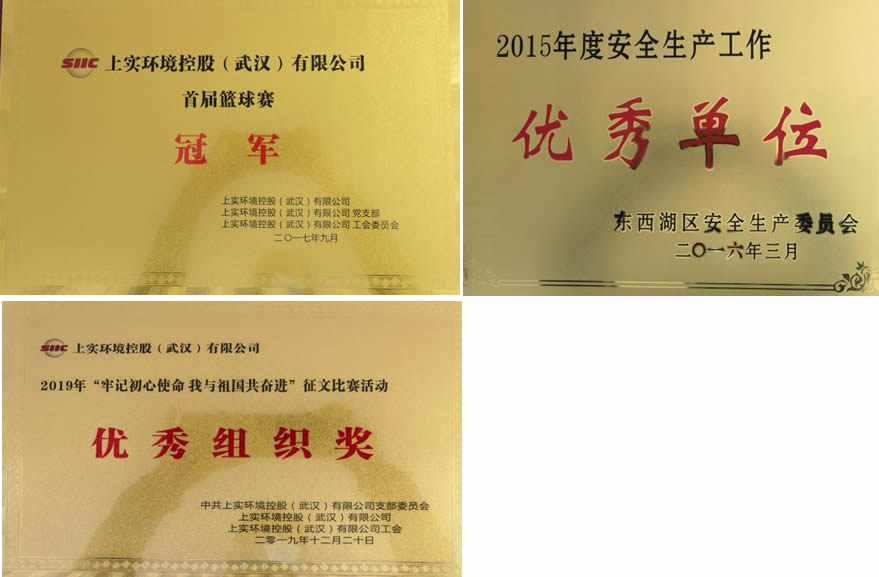 SIIC 上实环境控股（武汉）有限公司
首届篮球赛
冠军
上实环境控股（武汉）有限公司
上实环境控股（武汉）有限公司 党支部
上实环境控股（武汉）有限公司 工会委员会
二〇一七年九月
2015年度安全生产工作
优秀单位
东西湖区安全生产委员会
二〇一六年三月
SIIC 上实环境控股（武汉）有限公司
2019年“牢记初心使命 我与祖国共奋进”征文比赛活动
优秀组织奖
中共上实环境控股（武汉）有限公司支部委员会
上实环境控股（武汉）有限公司
上实环境控股（武汉）有限公司工会
二零一九年十二月二十日